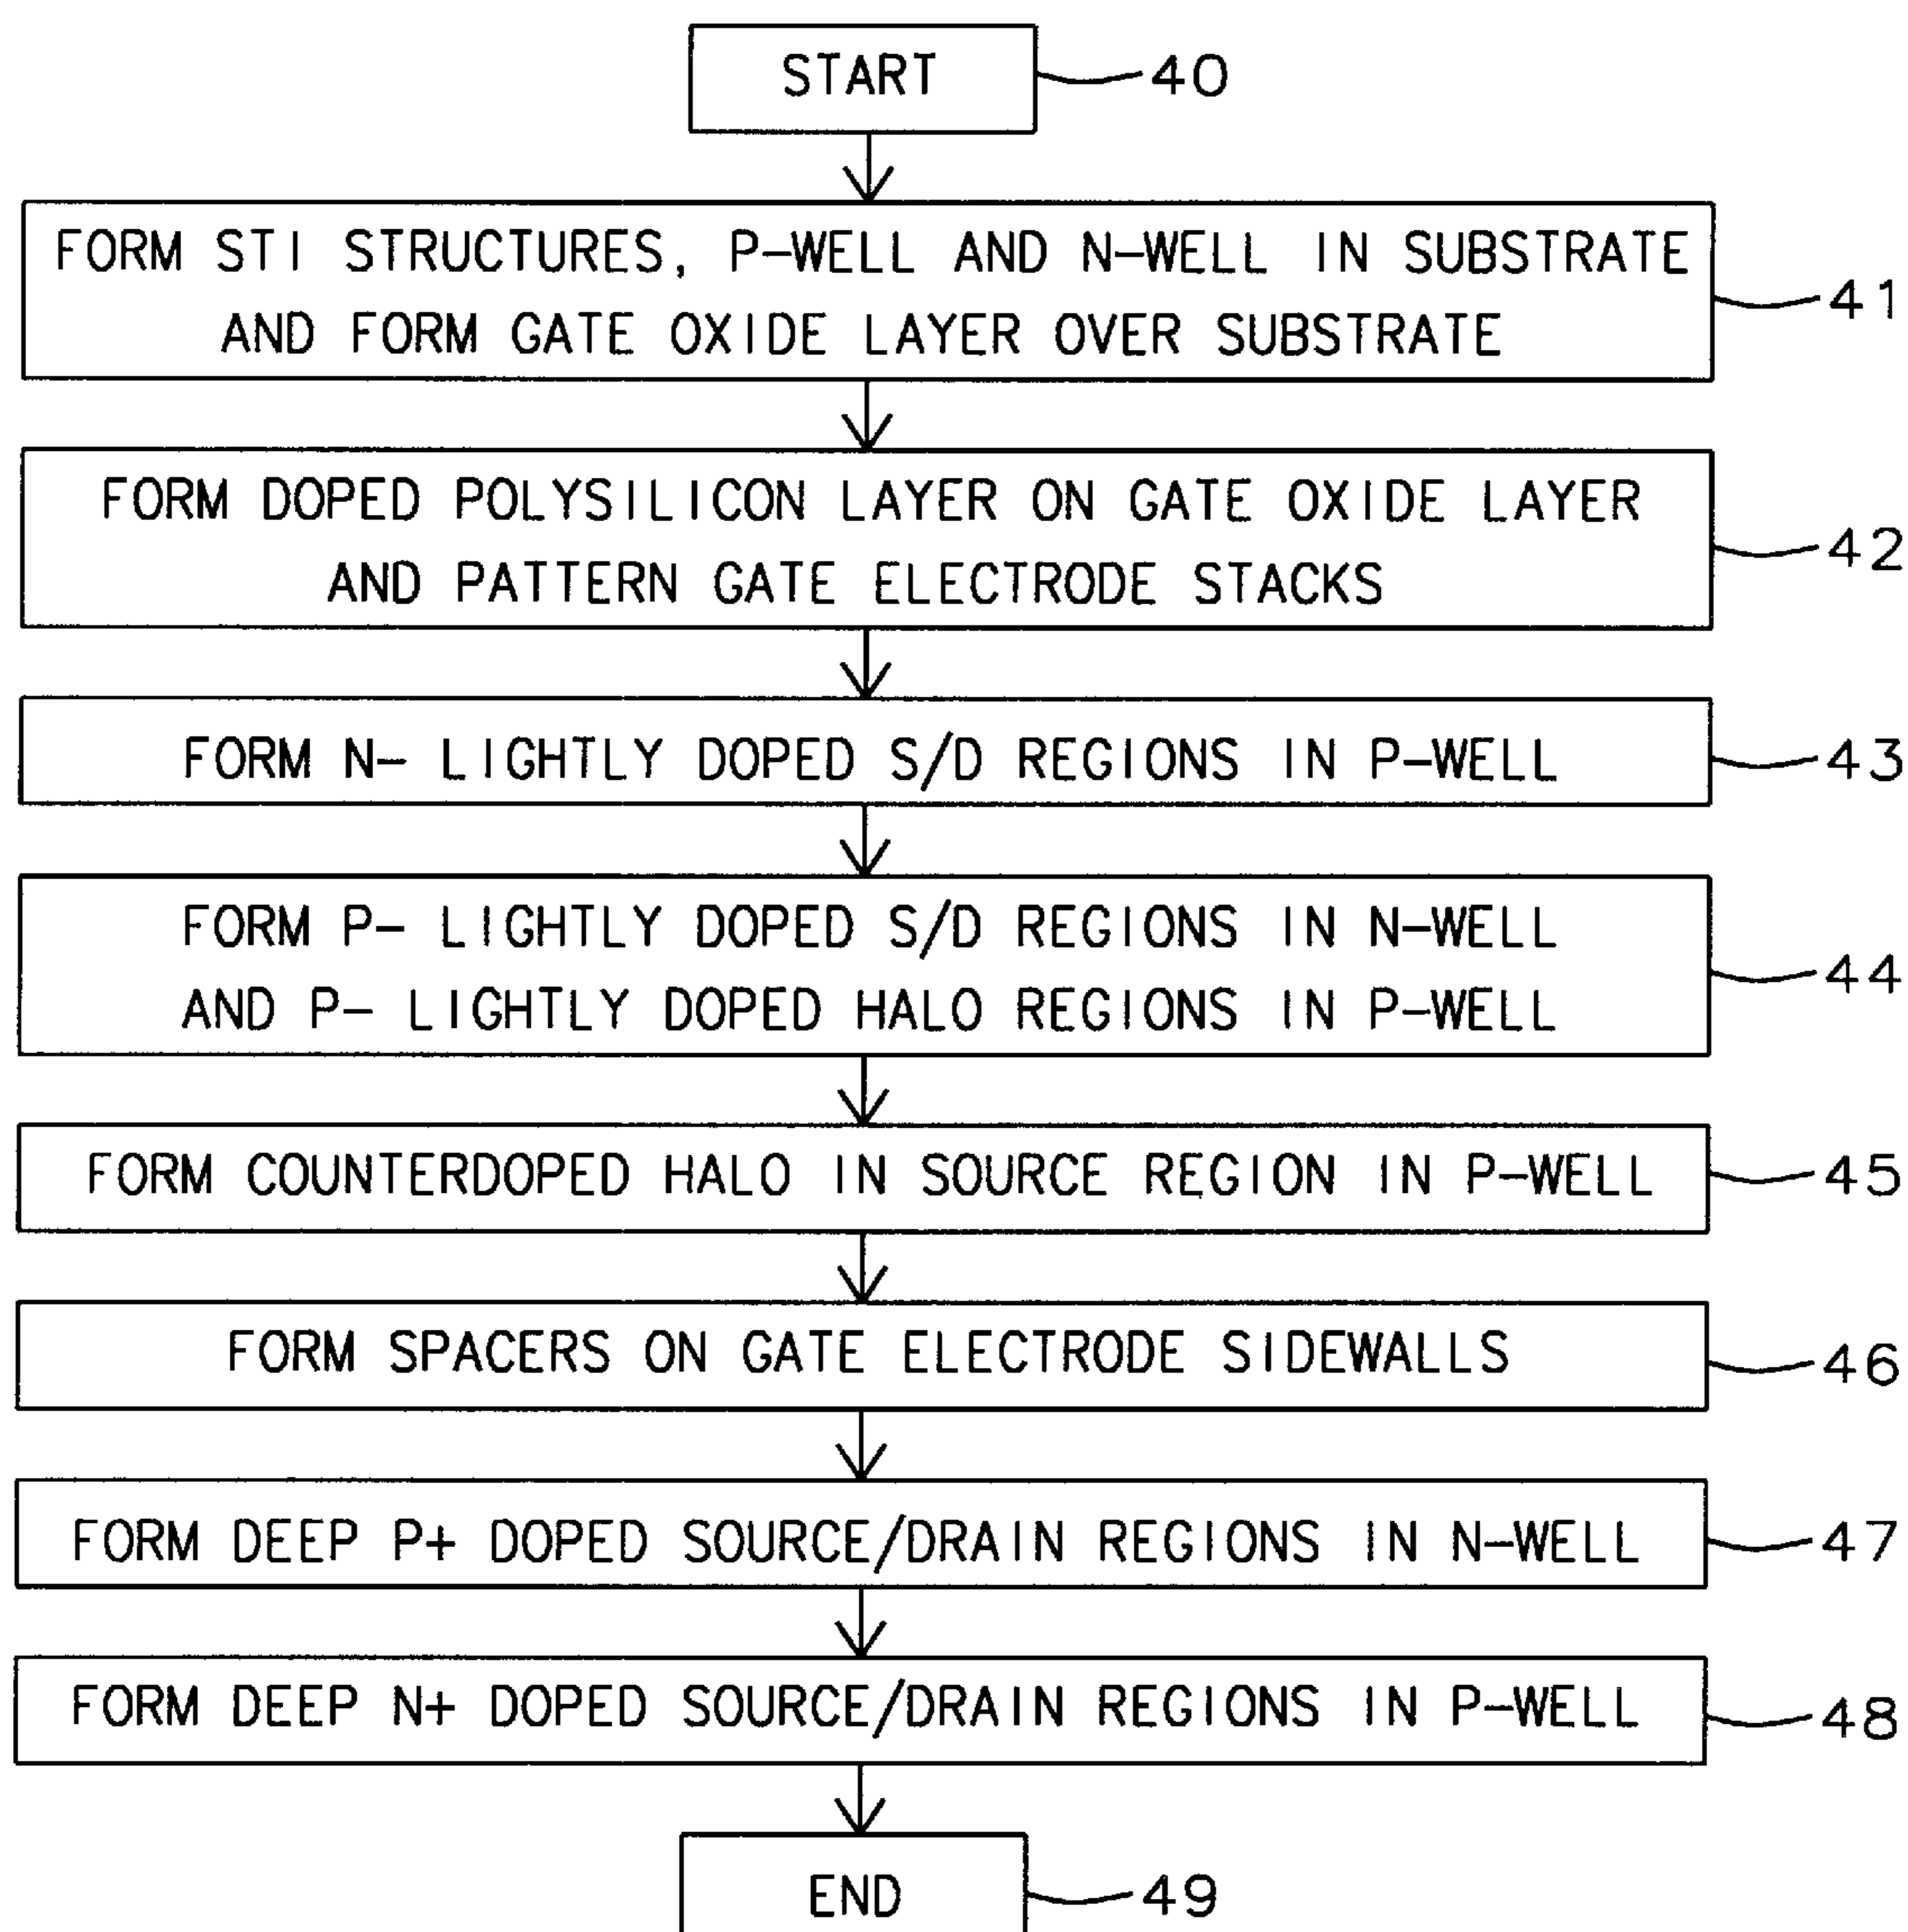 START
40
FORM STI STRUCTURES, P-WELL AND N-WELL IN SUBSTRATE
AND FORM GATE OXIDE LAYER OVER SUBSTRATE
41
FORM DOPED POLYSILICON LAYER ON GATE OXIDE LAYER
AND PATTERN GATE ELECTRODE STACKS
42
FORM N- LIGHTLY DOPED S/D REGIONS IN P-WELL
43
FORM P- LIGHTLY DOPED S/D REGIONS IN N-WELL
AND P- LIGHTLY DOPED HALO REGIONS IN P-WELL
44
FORM COUNTERDOPED HALO IN SOURCE REGION IN P-WELL
45
FORM SPACERS ON GATE ELECTRODE SIDEWALLS
46
FORM DEEP P+ DOPED SOURCE/DRAIN REGIONS IN N-WELL
47
FORM DEEP N+ DOPED SOURCE/DRAIN REGIONS IN P-WELL
48
END
49